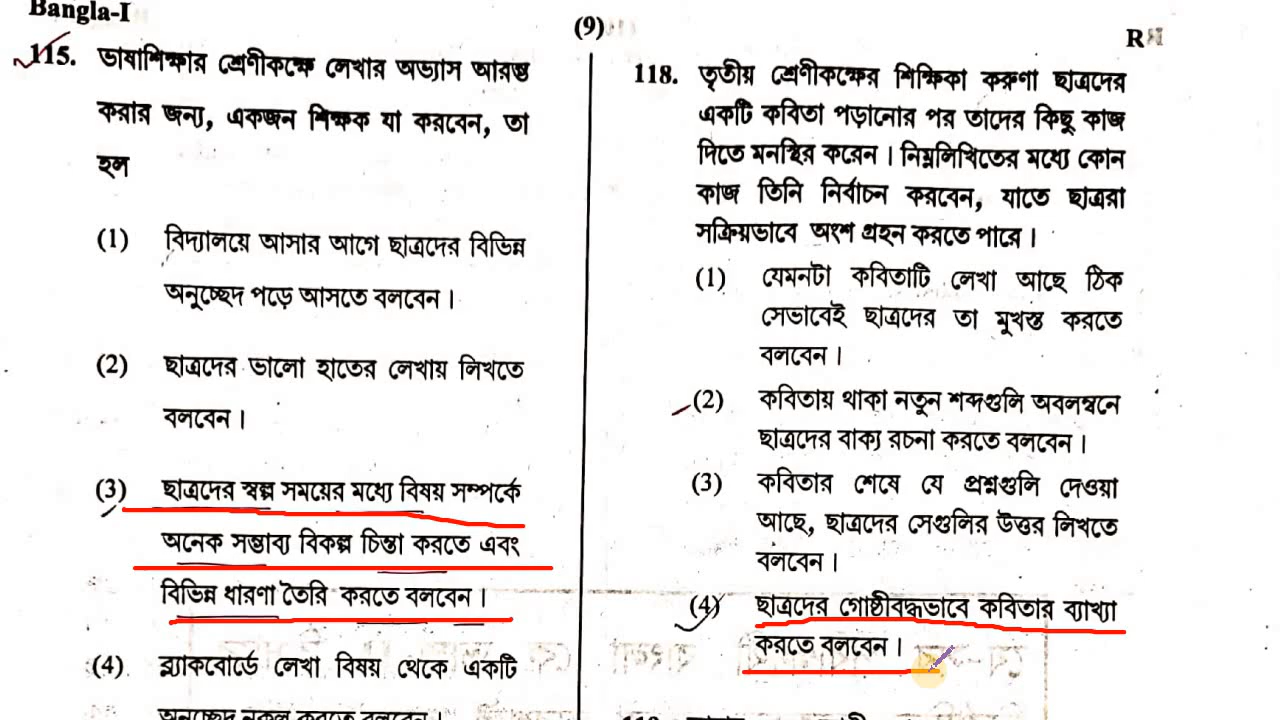 Bangla-I
(9)
R
115. ভাষাশিক্ষার শ্রেণীকক্ষে লেখার অভ্যাস আরম্ভ
করার জন্য, একজন শিক্ষক যা করবেন, তা
হল
(1) বিদ্যালয়ে আসার আগে ছাত্রদের বিভিন্ন
অনুচ্ছেদ পড়ে আসতে বলবেন।
(2) ছাত্রদের ভালো হাতের লেখায় লিখতে
বলবেন।
(3) ছাত্রদের স্বল্প সময়ের মধ্যে বিষয় সম্পর্কে
অনেক সম্ভাব্য বিকল্প চিন্তা করতে এবং
বিভিন্ন ধারণা তৈরি করতে বলবেন।
(4) ব্ল্যাকবোর্ডে লেখা বিষয় থেকে একটি
অনুচ্ছেদ নকল করতে বলবেন।
118. তৃতীয় শ্রেণীকক্ষের শিক্ষিকা করুণা ছাত্রদের
একটি কবিতা পড়ানোর পর তাদের কিছু কাজ
দিতে মনস্থির করেন। নিম্নলিখিতের মধ্যে কোন
কাজ তিনি নির্বাচন করবেন, যাতে ছাত্ররা
সক্রিয়ভাবে অংশ গ্রহন করতে পারে।
(1) যেমনটা কবিতাটি লেখা আছে ঠিক
সেভাবেই ছাত্রদের তা মুখস্ত করতে
বলবেন।
(2) কবিতায় থাকা নতুন শব্দগুলি অবলম্বনে
ছাত্রদের বাক্য রচনা করতে বলবেন।
(3) কবিতার শেষে যে প্রশ্নগুলি দেওয়া
আছে, ছাত্রদের সেগুলির উত্তর লিখতে
বলবেন।
(4) ছাত্রদের গোষ্ঠীবদ্ধভাবে কবিতার ব্যাখ্যা
করতে বলবেন।